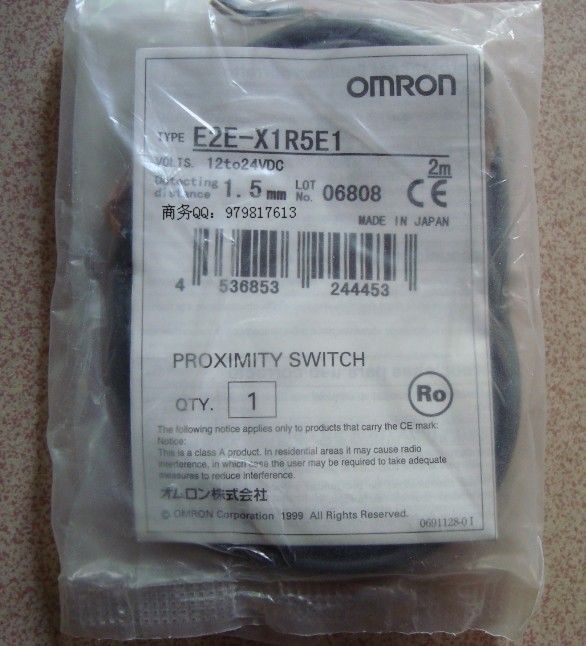 OMRON
TYPE E2E-X1R5E1
VOLTS. 12to24VDC 2m
Detecting distance 1.5mm LOT No. 06808 CE
商务QQ：979817613
MADE IN JAPAN
4 536853 244453
PROXIMITY SWITCH
QTY. 1 Ro
The following notice applies only to products that carry the CE mark:
Notice:
This is a class A product. In residential areas it may cause radio
interference, in which case the user may be required to take adequate
measures to reduce interference.
オムロン株式会社
© OMRON Corporation 1999 All Rights Reserved.
0691128-0 I